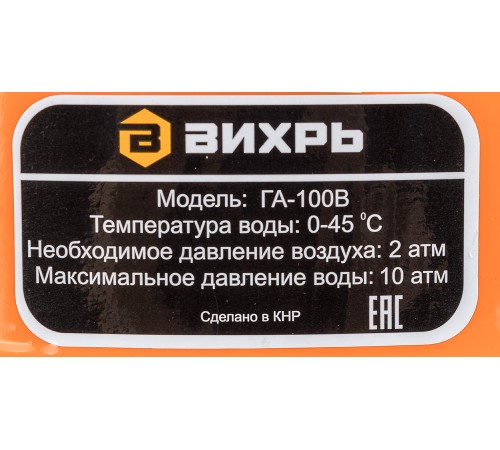 ВИХРЬ
Модель: ГА-100В
Температура воды: 0-45 °С
Необходимое давление воздуха: 2 атм
Максимальное давление воды: 10 атм
Сделано в КНР
ЕАС